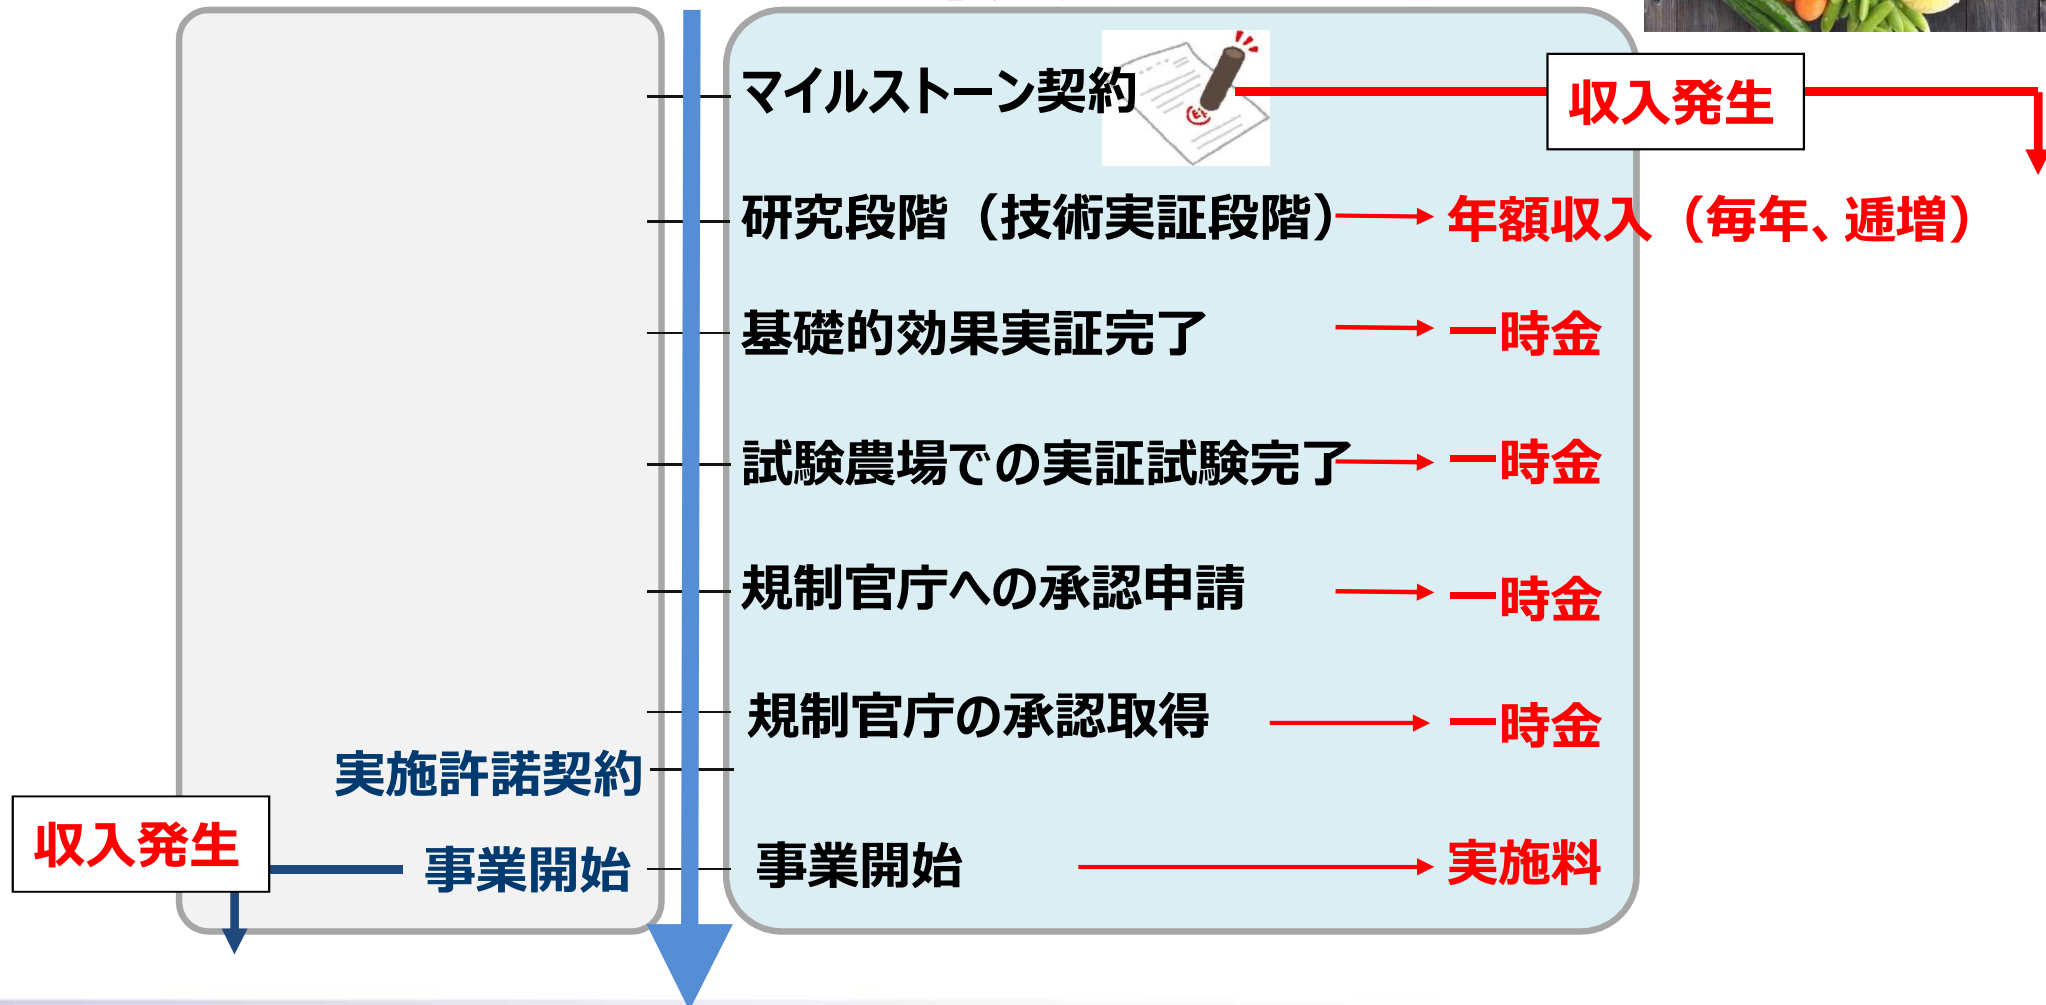 マイルストーン契約
収入発生
研究段階（技術実証段階）
年額収入（毎年、逓増）
基礎的効果実証完了
一時金
試験農場での実証試験完了
一時金
規制官庁への承認申請
一時金
規制官庁の承認取得
一時金
実施許諾契約
収入発生
事業開始
事業開始
実施料